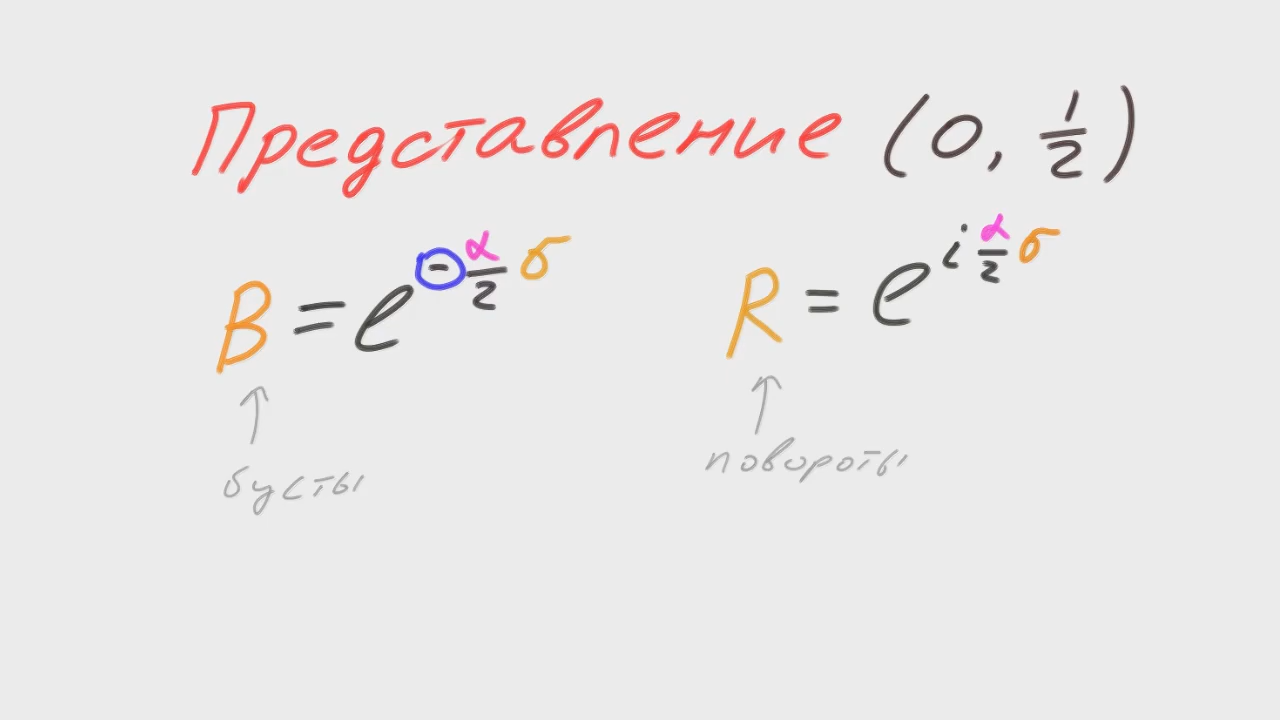 Представление (0, 1/2)
B = e^{-α/2 σ} R = e^{i α/2 σ}
↑ ↑
бусты повороты